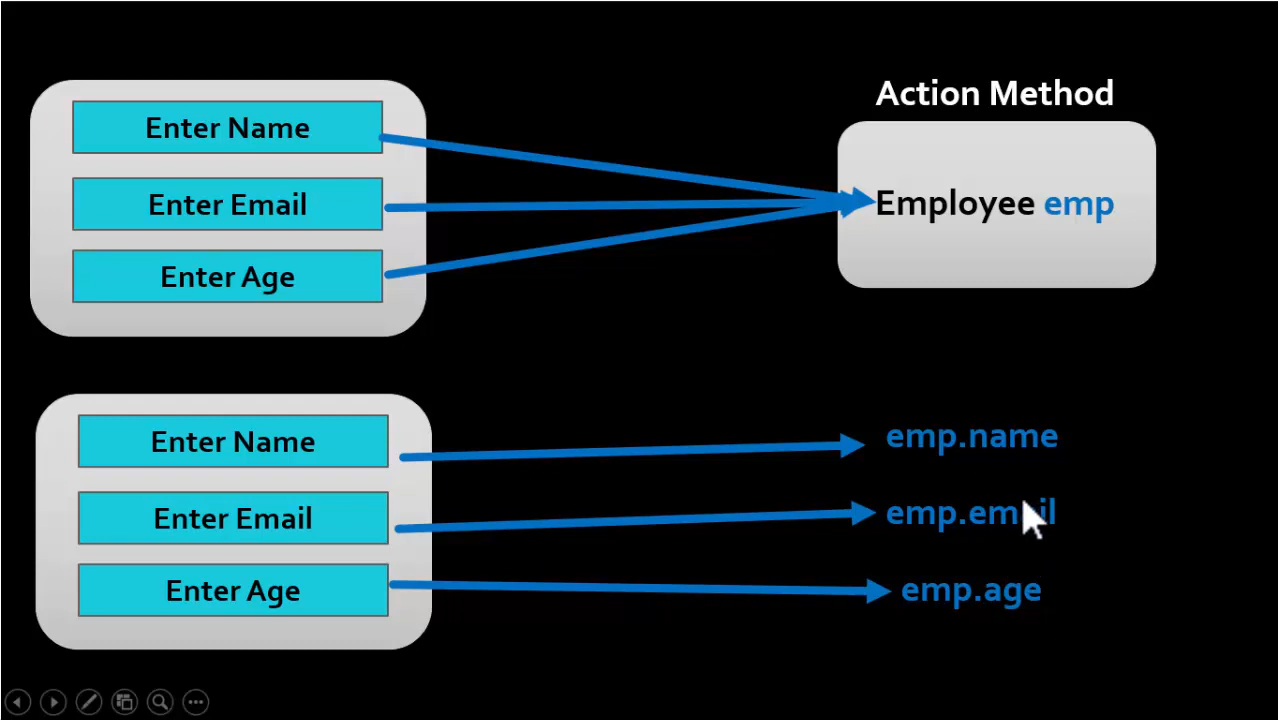 Action Method
Enter Name
Enter Email
Enter Age
Employee emp
Enter Name
Enter Email
Enter Age
emp.name
emp.email
emp.age